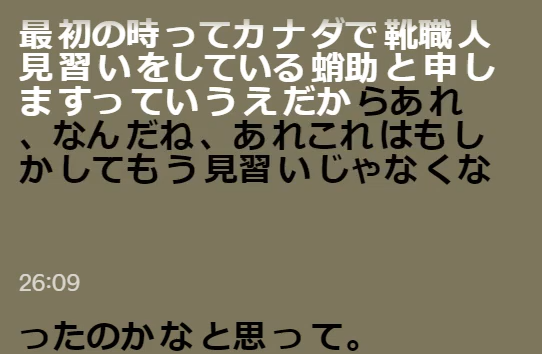 最初の時ってカナダで靴職人
見習いをしている蛸助と申し
ますっていうえだからあれ
、なんだね、あれこれはもし
かしてもう見習いじゃなくな
26:09
ったのかなと思って。